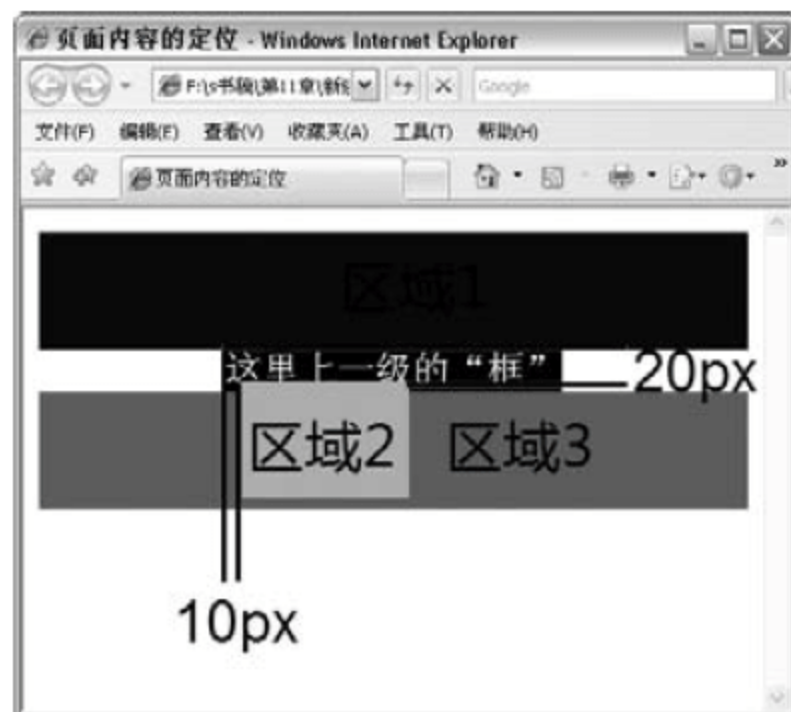 页面内容的定位 - Windows Internet Explorer
Google
文件(F) 编辑(E) 查看(V) 收藏夹(A) 工具(T) 帮助(H)
页面内容的定位
区域1
这里上一级的“框”
20px
区域2 区域3
10px